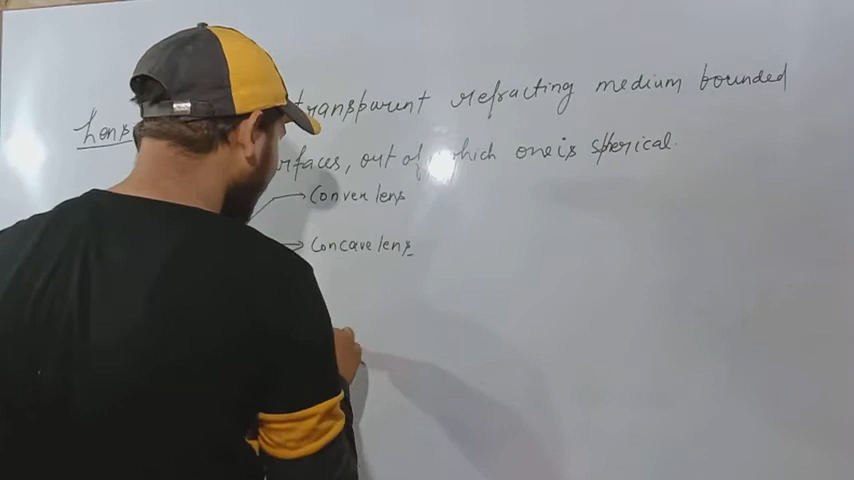 Lens transparent refracting medium bounded
rfaces, out of which one is spherical.
Convex lens
Concave lens